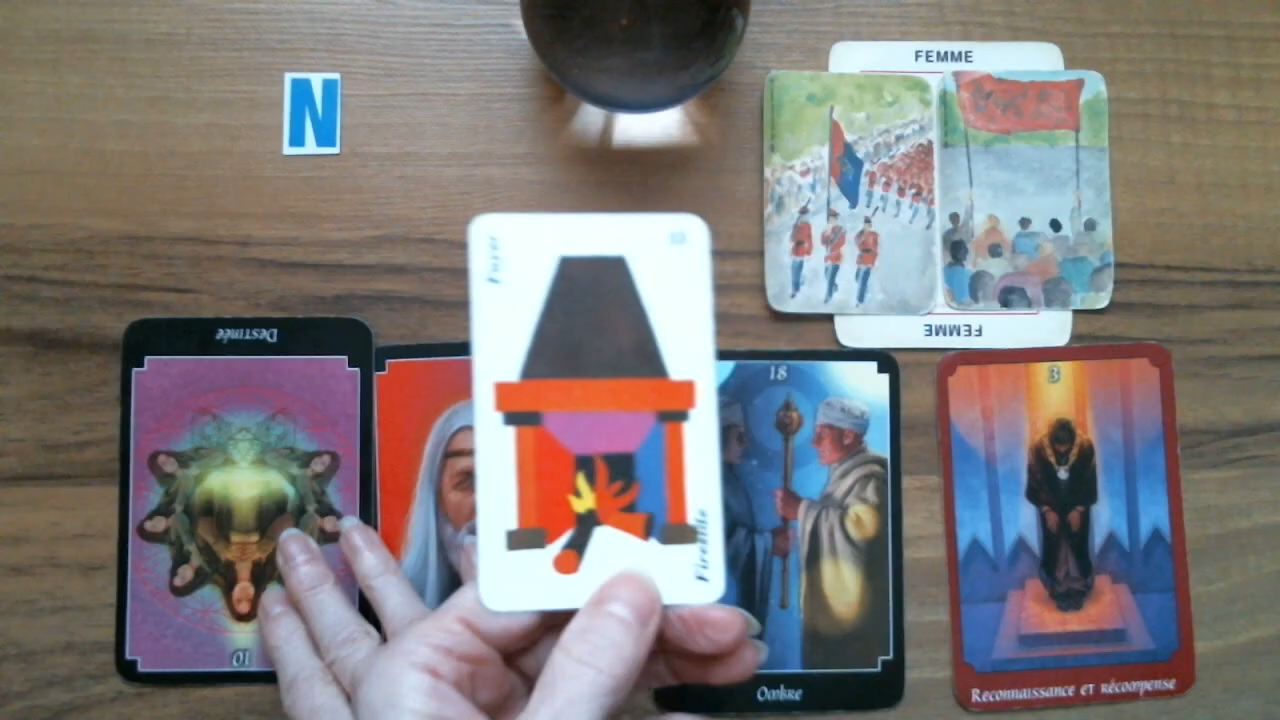 N
FEMME
FEMME
Foyer
Fireside
Destinée
10
18
Ombre
3
Reconnaissance et récompense